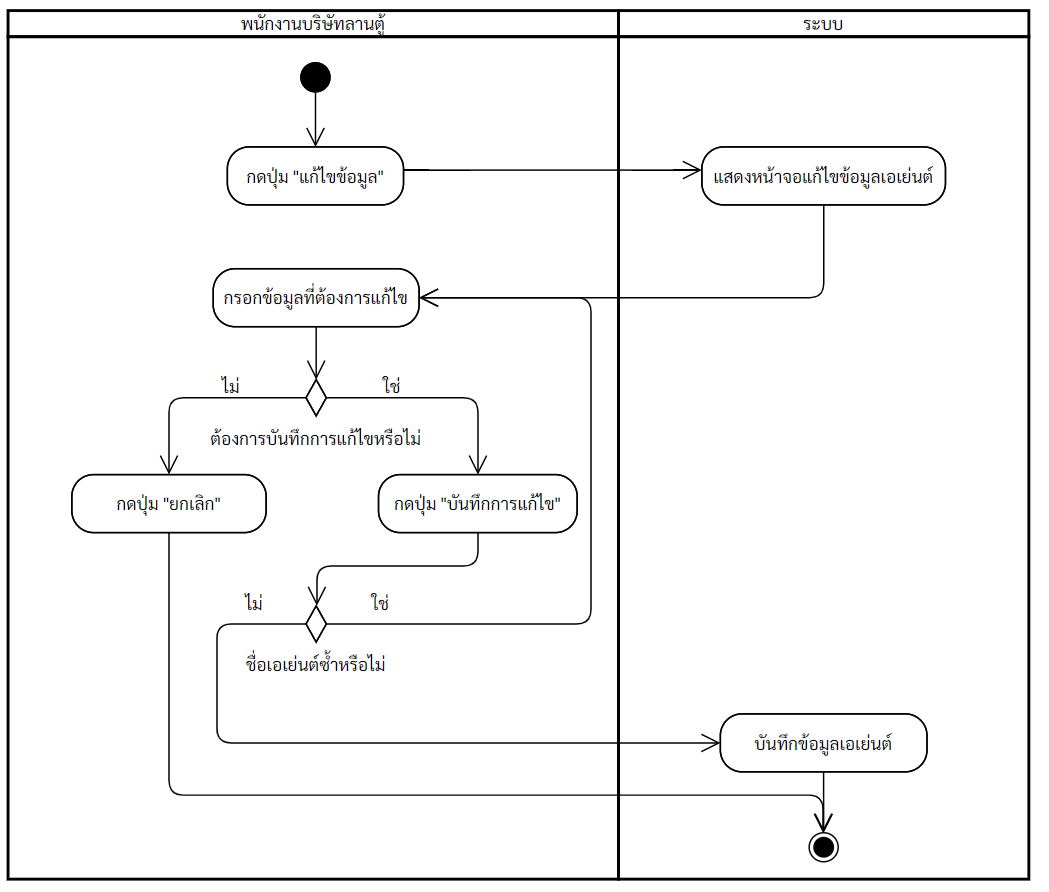 พนักงานบริษัทลานตู้
ระบบ
กดปุ่ม "แก้ไขข้อมูล"
แสดงหน้าจอแก้ไขข้อมูลเอเย่นต์
กรอกข้อมูลที่ต้องการแก้ไข
ไม่
ใช่
ต้องการบันทึกการแก้ไขหรือไม่
กดปุ่ม "ยกเลิก"
กดปุ่ม "บันทึกการแก้ไข"
ไม่
ใช่
ชื่อเอเย่นต์ซ้ำหรือไม่
บันทึกข้อมูลเอเย่นต์